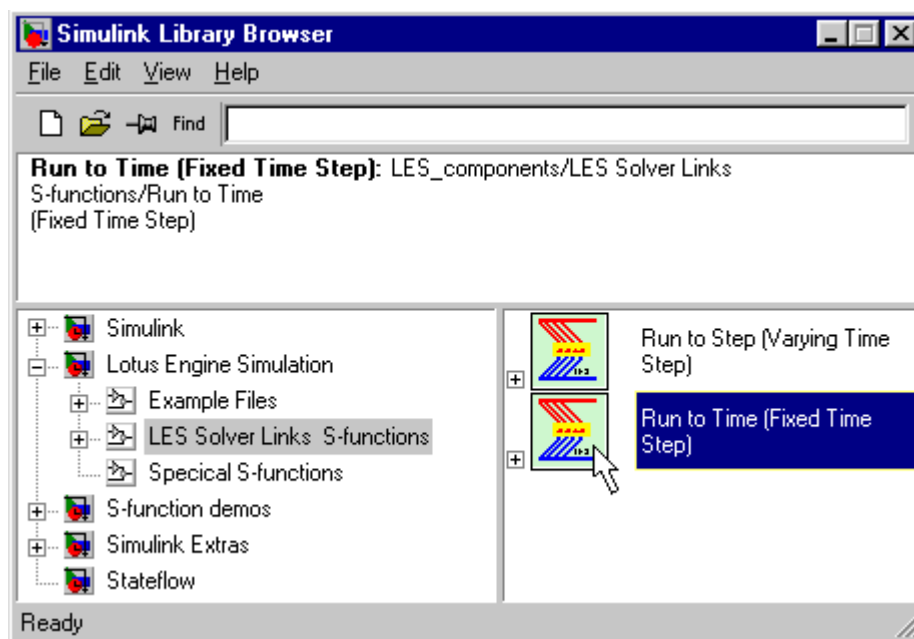 Simulink Library Browser
File Edit View Help
Find
Run to Time (Fixed Time Step): LES_components/LES Solver Links
S-functions/Run to Time
(Fixed Time Step)
Simulink
Lotus Engine Simulation
Example Files
LES Solver Links S-functions
Specical S-functions
S-function demos
Simulink Extras
Stateflow
Run to Step (Varying Time
Step)
Run to Time (Fixed Time
Step)
Ready